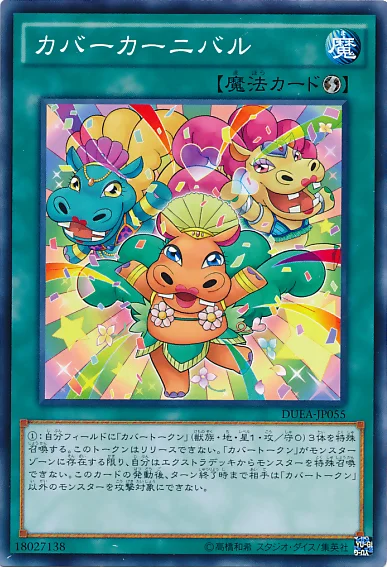 カバーカーニバル
魔
【魔法カード】
DUEA-JP055
①：自分フィールドに「カバートークン」（獣族・地・星1・攻／守0）3体を特殊
召喚する。このトークンはリリースできない。「カバートークン」がモンスター
ゾーンに存在する限り、自分はエクストラデッキからモンスターを特殊召喚
できない。このカードの発動後、ターン終了時まで相手は「カバートークン」
以外のモンスターを攻撃対象にできない。
18027138
©高橋和希 スタジオ・ダイス/集英社